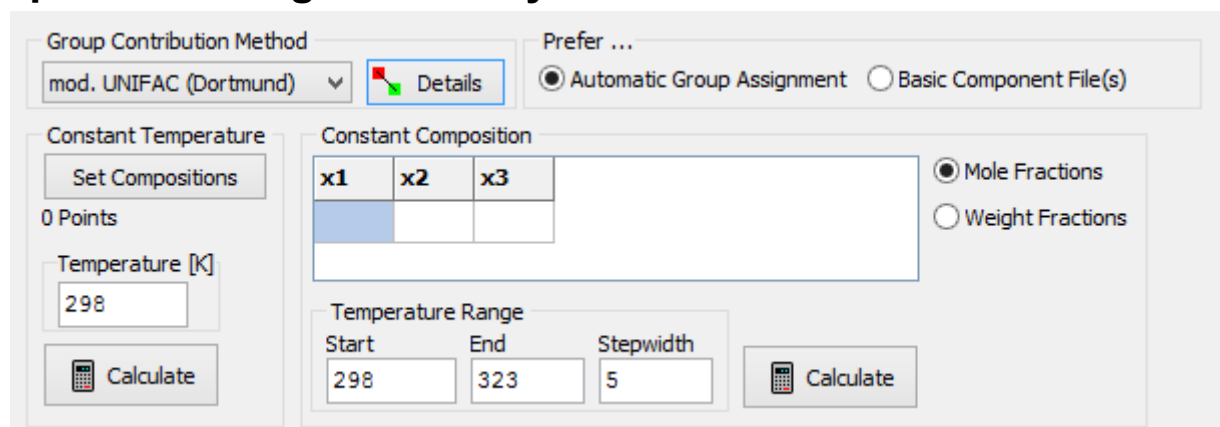 Group Contribution Method
Prefer ...
mod. UNIFAC (Dortmund)
Details
Automatic Group Assignment
Basic Component File(s)
Constant Temperature
Set Compositions
0 Points
Temperature [K]
298
Calculate
Constant Composition
x1 x2 x3
Mole Fractions
Weight Fractions
Temperature Range
Start End Stepwidth
298 323 5
Calculate